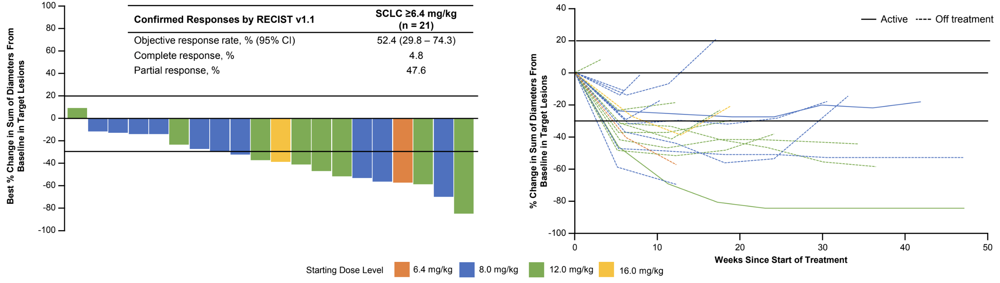 Best % Change in Sum of Diameters From
Baseline in Target Lesions
100
80
60
40
20
0
-20
-40
-60
-80
-100
Confirmed Responses by RECIST v1.1
SCLC ≥6.4 mg/kg
(n = 21)
Objective response rate, % (95% CI) 52.4 (29.8 – 74.3)
Complete response, % 4.8
Partial response, % 47.6
% Change in Sum of Diameters From
Baseline in Target Lesions
40
20
0
-20
-40
-60
-80
-100
Active Off treatment
0 10 20 30 40 50
Weeks Since Start of Treatment
Starting Dose Level 6.4 mg/kg 8.0 mg/kg 12.0 mg/kg 16.0 mg/kg